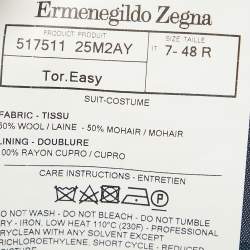 Ermenegildo Zegna
PRODUCT PRODUIT SIZE TAILLE
517511 25M2AY IT 7- 48 R
Tor.Easy
SUIT-COSTUME
FABRIC - TISSU
50% WOOL / LAINE - 50% MOHAIR / MOHAIR
LINING - DOUBLURE
100% RAYON CUPRO / CUPRO
CARE INSTRUCTIONS - ENTRETIEN
DO NOT WASH - DO NOT BLEACH - DO NOT TUMBLE
DRY - IRON, LOW HEAT 110°C (230F) - PROFESSIONAL
DRYCLEAN WITH ANY SOLVENT EXCEPT
TRICHLOROETHYLENE, SHORT CYCLE, REDUCED